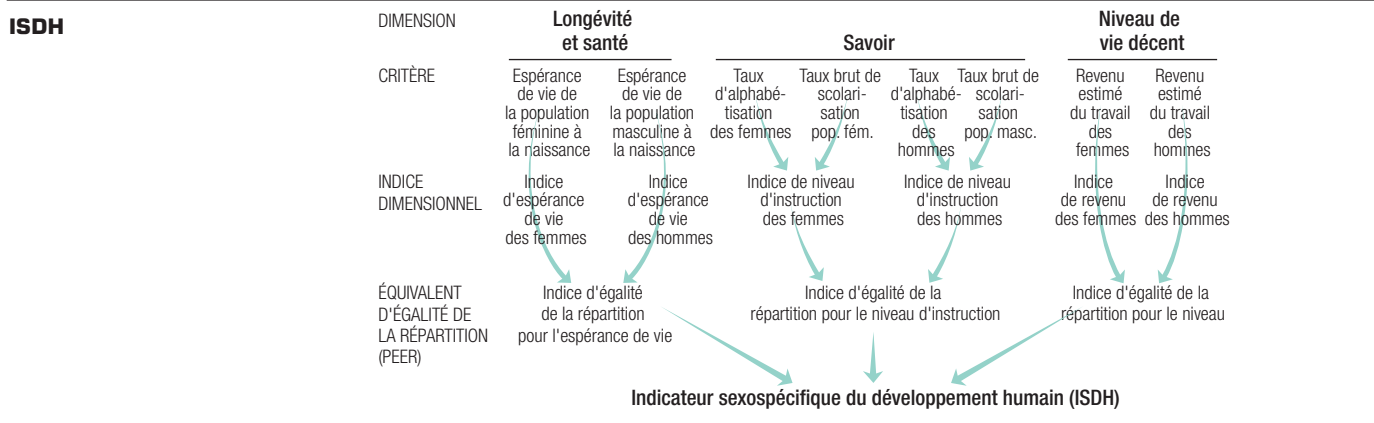 ISDH
DIMENSION
Longévité
et santé
Savoir
Niveau de
vie décent
CRITÈRE
Espérance
de vie de
la population
féminine à
la naissance
Espérance
de vie de
la population
masculine à
la naissance
Taux
d'alphabé-
tisation
des femmes
Taux brut de
scolari-
sation
pop. fém.
Taux
d'alphabé-
tisation
des
hommes
Taux brut de
scolari-
sation
pop. masc.
Revenu
estimé
du travail
des
femmes
Revenu
estimé
du travail
des
hommes
INDICE
DIMENSIONNEL
Indice
d'espérance
de vie
des femmes
Indice
d'espérance
de vie
des hommes
Indice de niveau
d'instruction
des femmes
Indice de niveau
d'instruction
des hommes
Indice
de revenu
des femmes
Indice
de revenu
des hommes
ÉQUIVALENT
D'ÉGALITÉ DE
LA RÉPARTITION
(PEER)
Indice d'égalité
de la répartition
pour l'espérance de vie
Indice d'égalité de la
répartition pour le niveau d'instruction
Indice d'égalité de la
répartition pour le niveau
Indicateur sexospécifique du développement humain (ISDH)